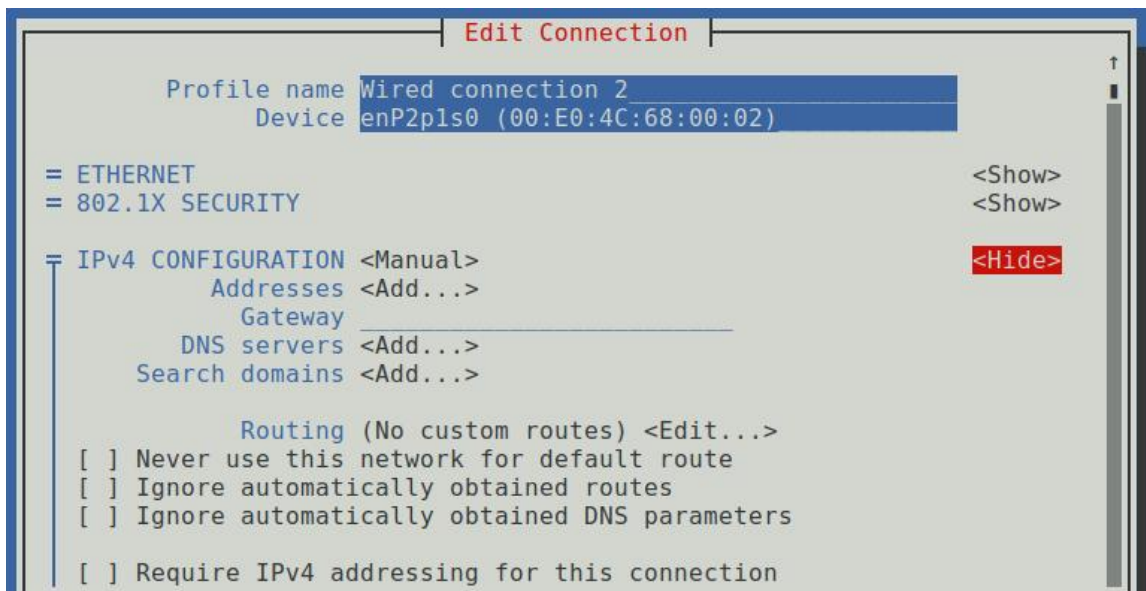 Edit Connection
Profile name Wired connection 2
Device enP2p1s0 (00:E0:4C:68:00:02)
= ETHERNET <Show>
= 802.1X SECURITY <Show>
IPv4 CONFIGURATION <Manual> <Hide>
Addresses <Add...>
Gateway
DNS servers <Add...>
Search domains <Add...>
Routing (No custom routes) <Edit...>
[ ] Never use this network for default route
[ ] Ignore automatically obtained routes
[ ] Ignore automatically obtained DNS parameters
[ ] Require IPv4 addressing for this connection